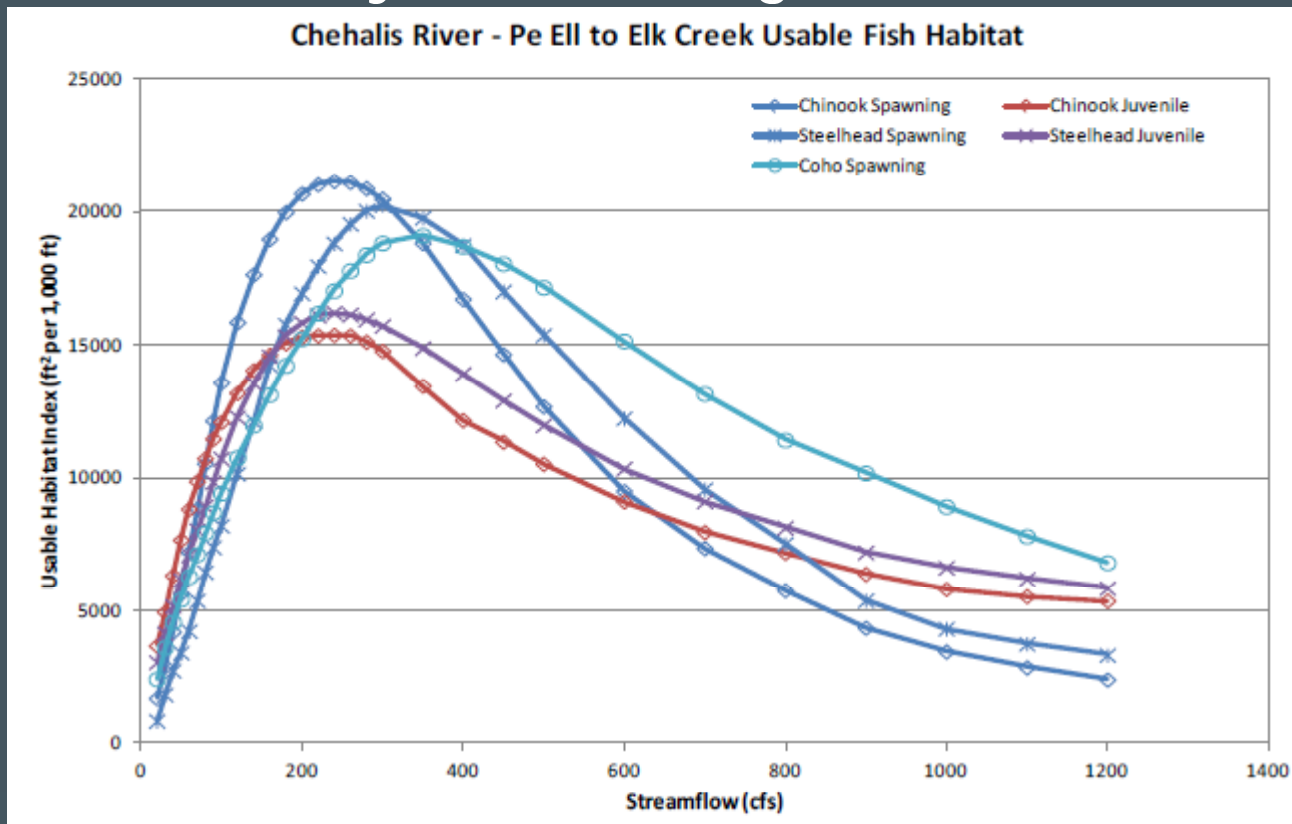 Chehalis River - Pe Ell to Elk Creek Usable Fish Habitat
Chinook Spawning
Chinook Juvenile
Steelhead Spawning
Steelhead Juvenile
Coho Spawning
Usable Habitat Index (ft² per 1,000 ft)
25000
20000
15000
10000
5000
0
0 200 400 600 800 1000 1200 1400
Streamflow (cfs)